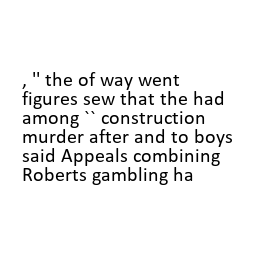 , '' the of way went
figures sew that the had
among `` construction
murder after and to boys
said Appeals combining
Roberts gambling ha